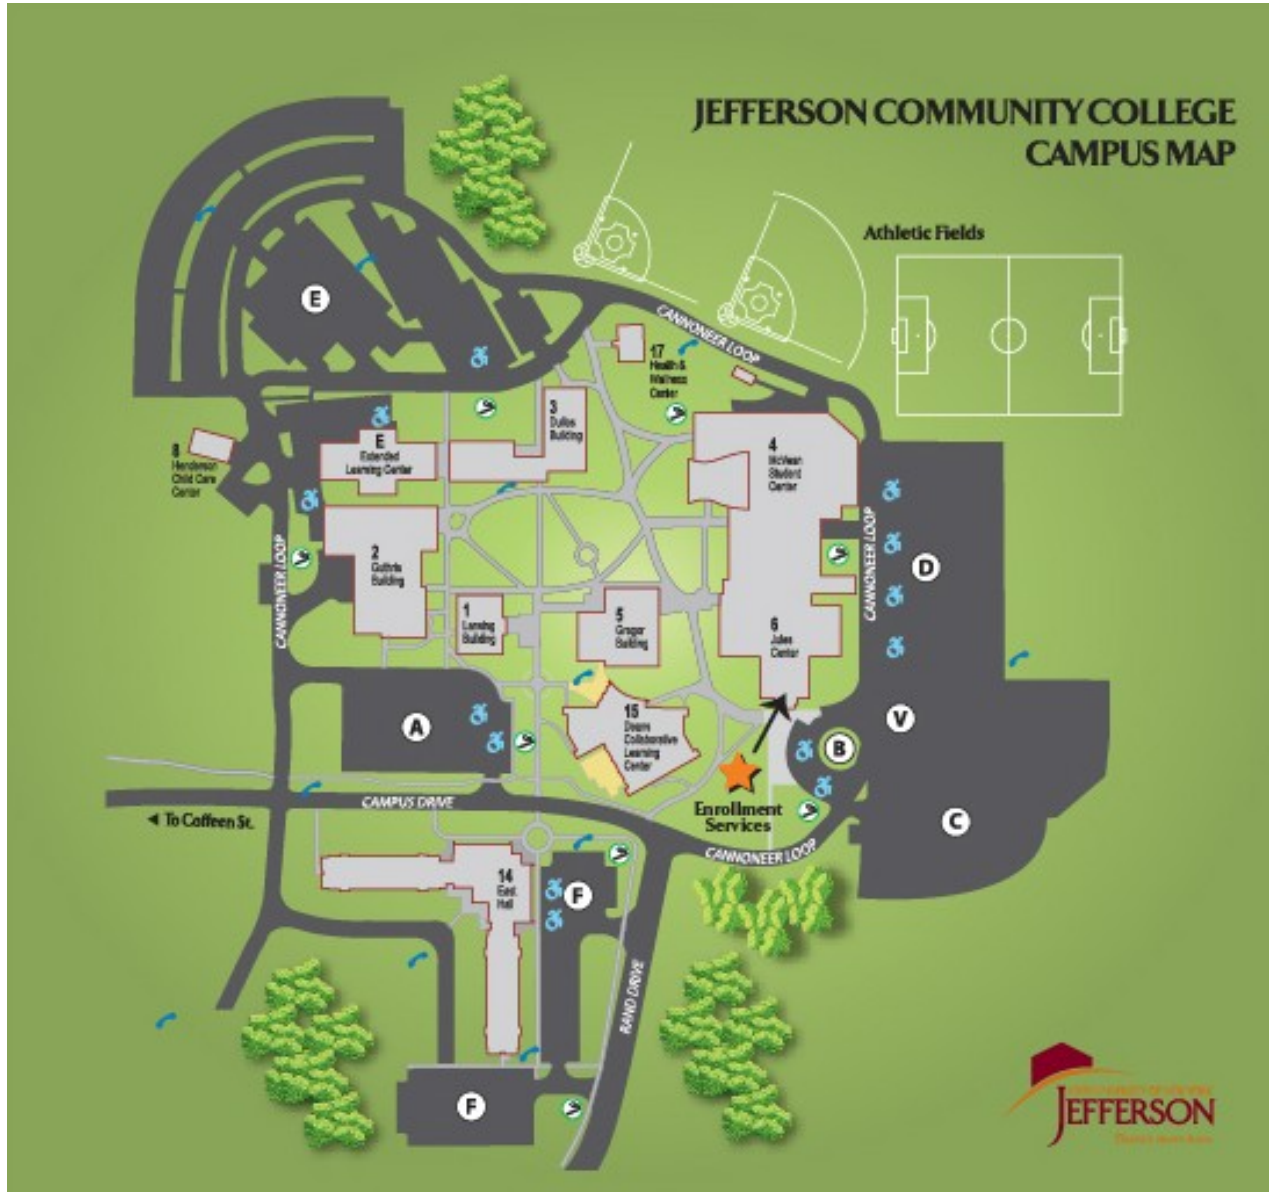 JEFFERSON COMMUNITY COLLEGE
CAMPUS MAP
Athletic Fields
E
CANNONEER LOOP
17
Health &
Wellness
Center
3
Dulles
Building
E
Extended
Learning Center
4
McVean
Student
Center
8
Henderson
Child Care
Center
2
Guthrie
Building
CANNONEER LOOP
CANNONEER LOOP
D
1
Lansing
Building
5
Gregor
Building
6
Jules
Center
A
15
Deans
Collaborative
Learning
Center
V
B
Enrollment
Services
C
CAMPUS DRIVE
To Coffeen St.
CANNONEER LOOP
14
East
Hall
F
RAND DRIVE
F
JEFFERSON